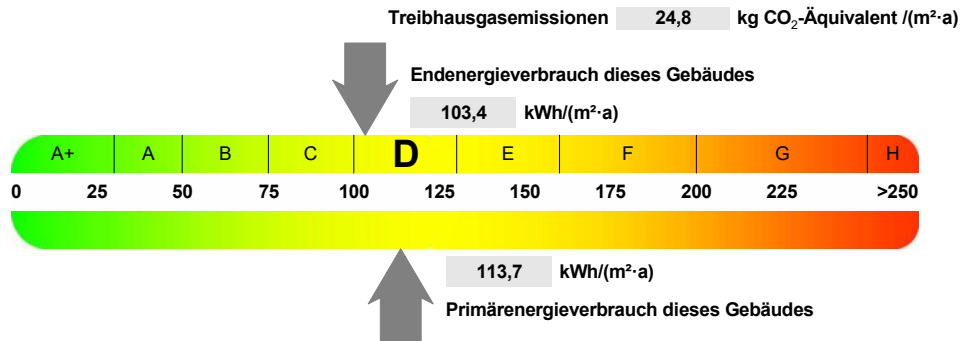 Treibhausgasemissionen 24,8 kg CO₂-Äquivalent /(m²·a)
Endenergieverbrauch dieses Gebäudes
103,4 kWh/(m²·a)
A+ A B C D E F G H
0 25 50 75 100 125 150 175 200 225 >250
113,7 kWh/(m²·a)
Primärenergieverbrauch dieses Gebäudes